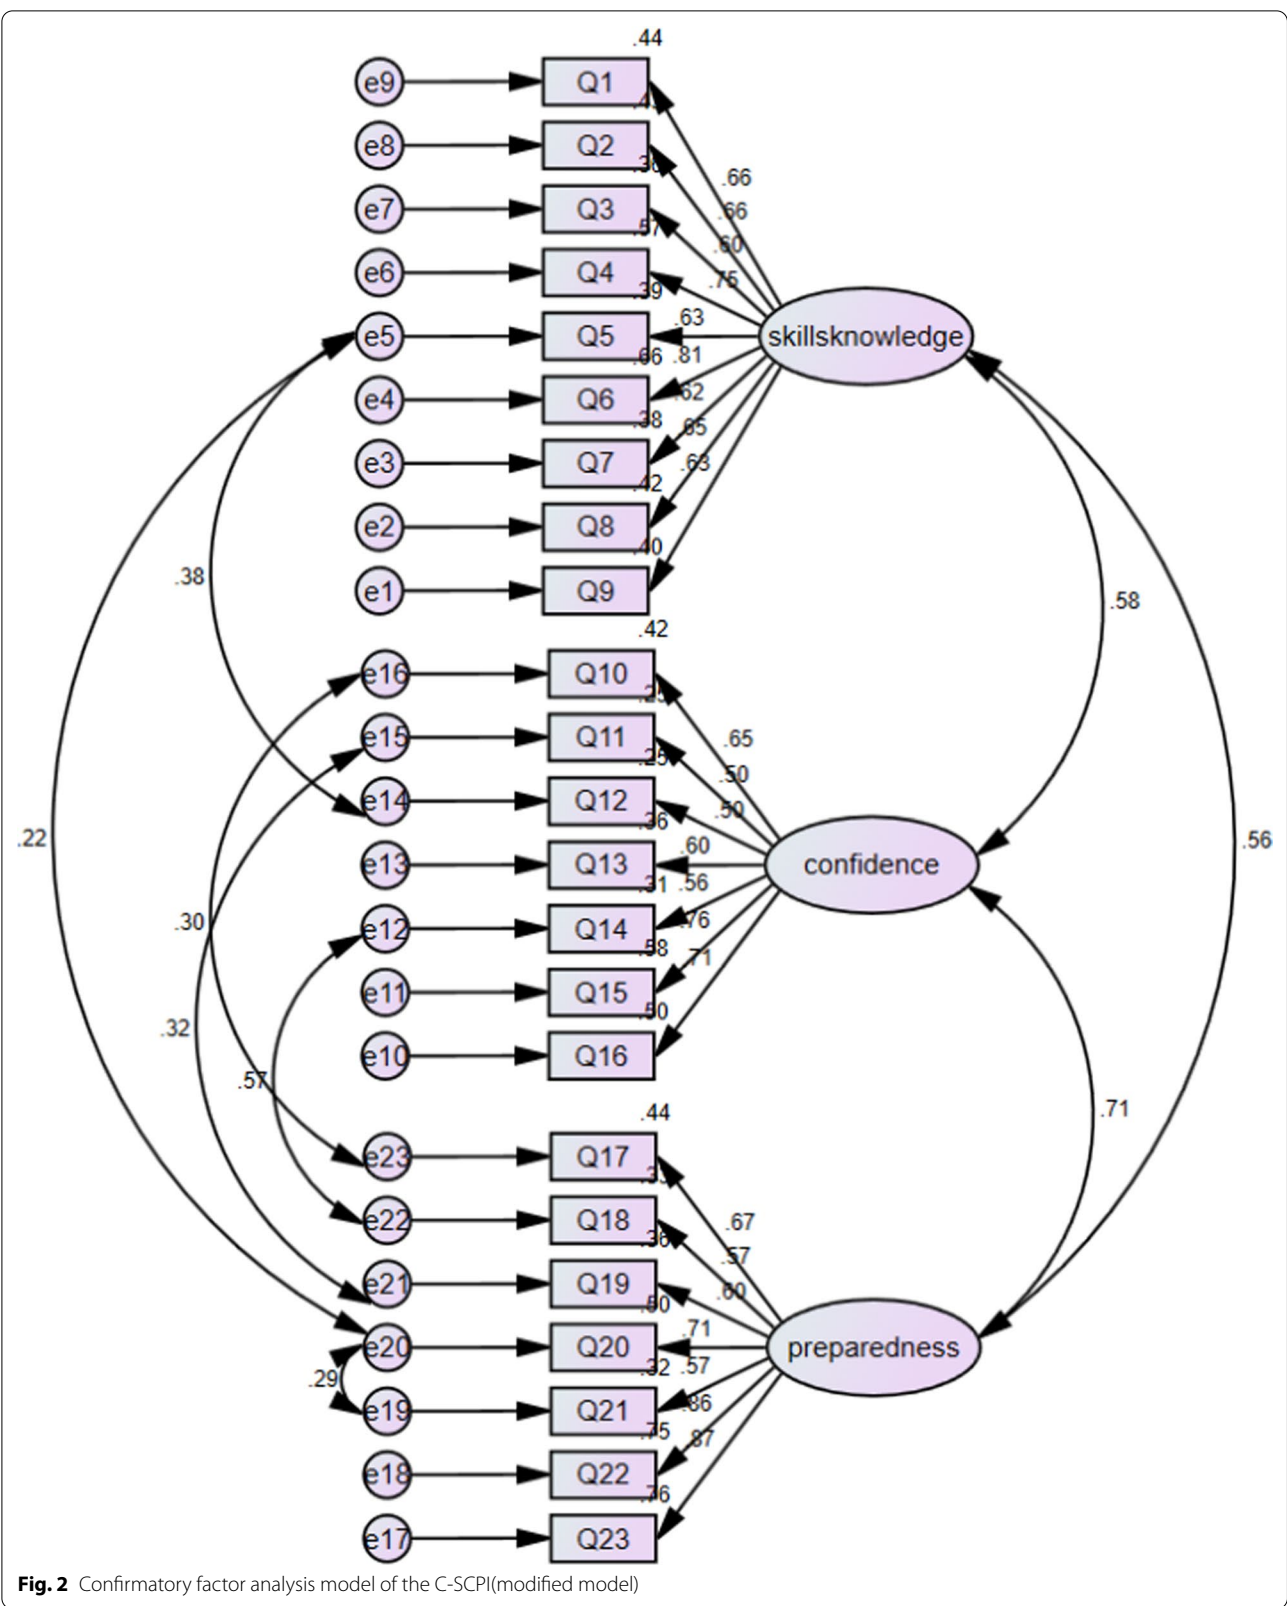 .44
e9 Q1
e8 Q2
.66
e7 Q3
.66
.57
.60
e6 Q4
.75
.39
.63
e5 Q5 skillsknowledge
.66 .81
e4 Q6
.62
.38
.65
e3 Q7
.63
.42
e2 Q8
.40
.38
e1 Q9
.58
.42
e16 Q10
.65
e15 Q11
.25
.50
e14 Q12
.50
.36
.22
.60
.56
e13 Q13 confidence
.31 .56
.76
.30
e12 Q14
.58
.71
e11 Q15
.50
.32
e10 Q16
.57
.44
.71
e23 Q17
e22 Q18
.67
.36
.57
e21 Q19
.60
.50
.71
e20 Q20 preparedness
.32 .57
.29
.86
e19 Q21
.75
.87
e18 Q22
.76
e17 Q23
Fig. 2 Confirmatory factor analysis model of the C-SCPI(modified model)